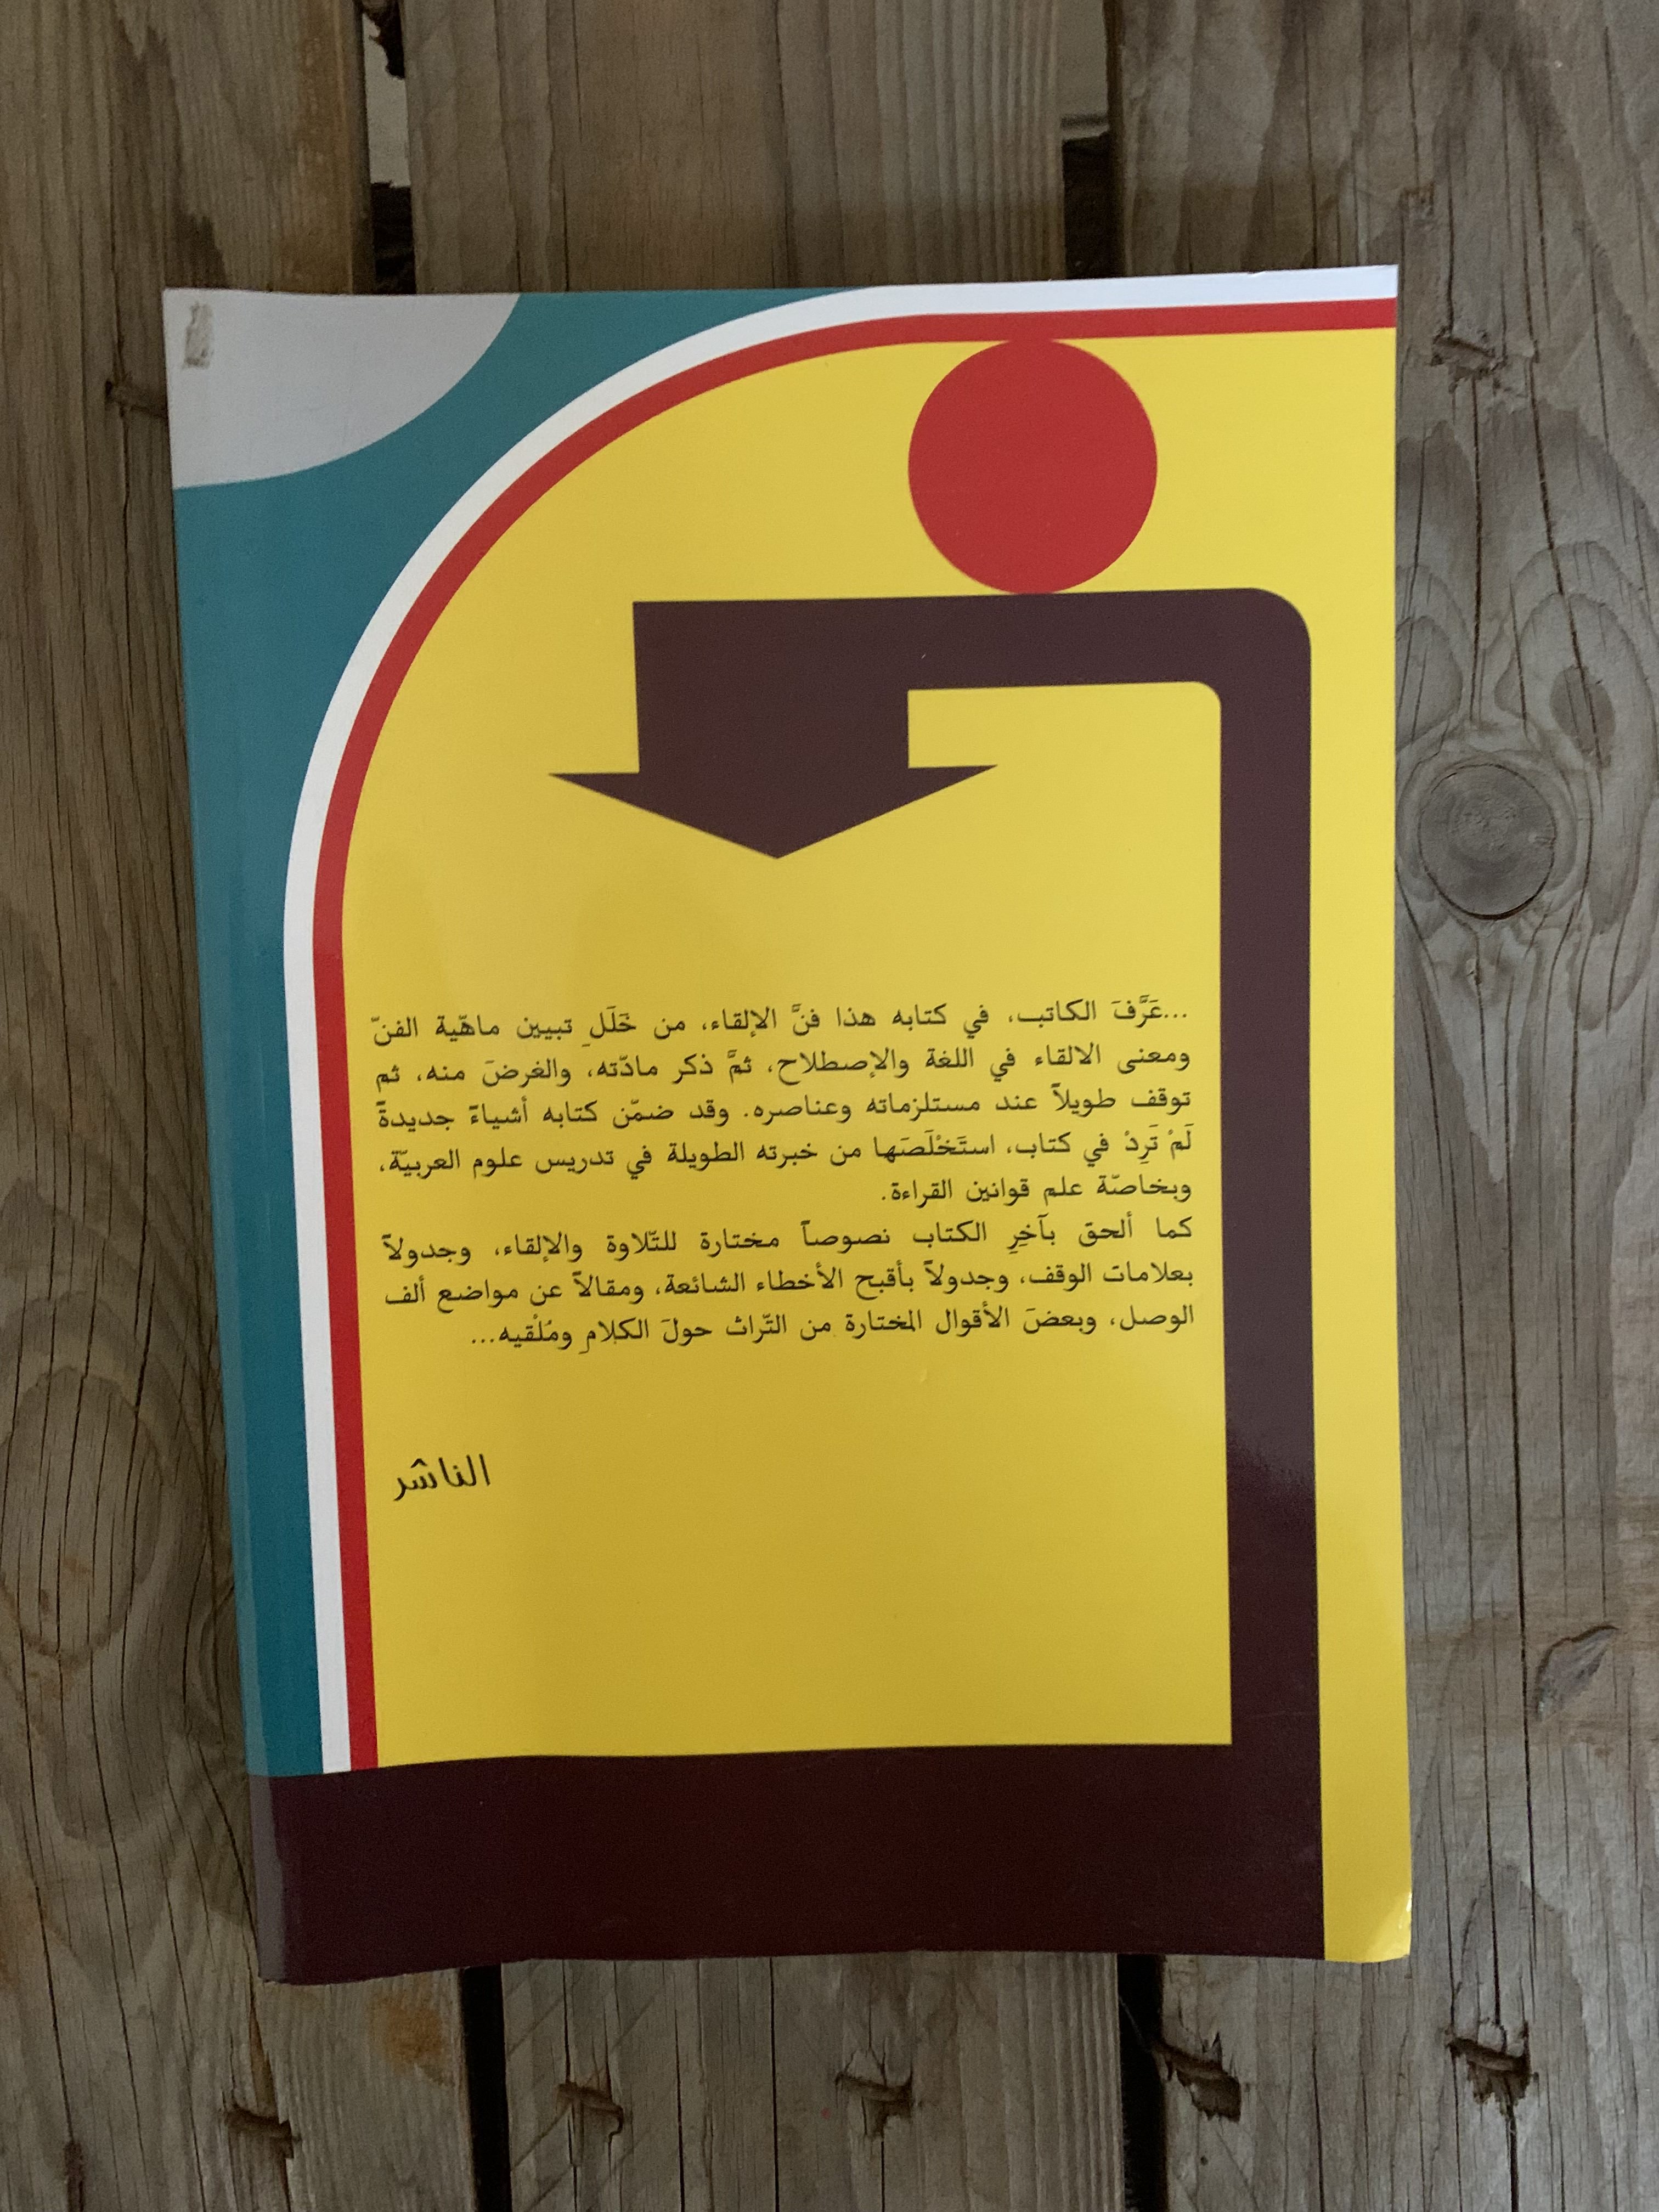 ...عَرَّفَ الكاتب، في كتابه هذا فنَّ الإلقاء، من خَلَلِ تبيين ماهّية الفنّ
ومعنى الالقاء في اللغة والإصطلاح، ثمَّ ذكر مادّته، والغرضَ منه، ثم
توقف طويلاً عند مستلزماته وعناصره. وقد ضمّن كتابه أشياءً جديدةً
لَمْ تَرِدْ في كتاب، استَخْلَصَها من خبرته الطويلة في تدريس علوم العربيّة،
وبخاصّة علم قوانين القراءة.
كما ألحق بآخِرِ الكتاب نصوصاً مختارة للتّلاوة والإلقاء، وجدولاً
بعلامات الوقف، وجدولاً بأقبح الأخطاء الشائعة، ومقالاً عن مواضع ألف
الوصل، وبعضَ الأقوال المختارة من التّراث حولَ الكلامِ ومُلْقيه...
الناشر